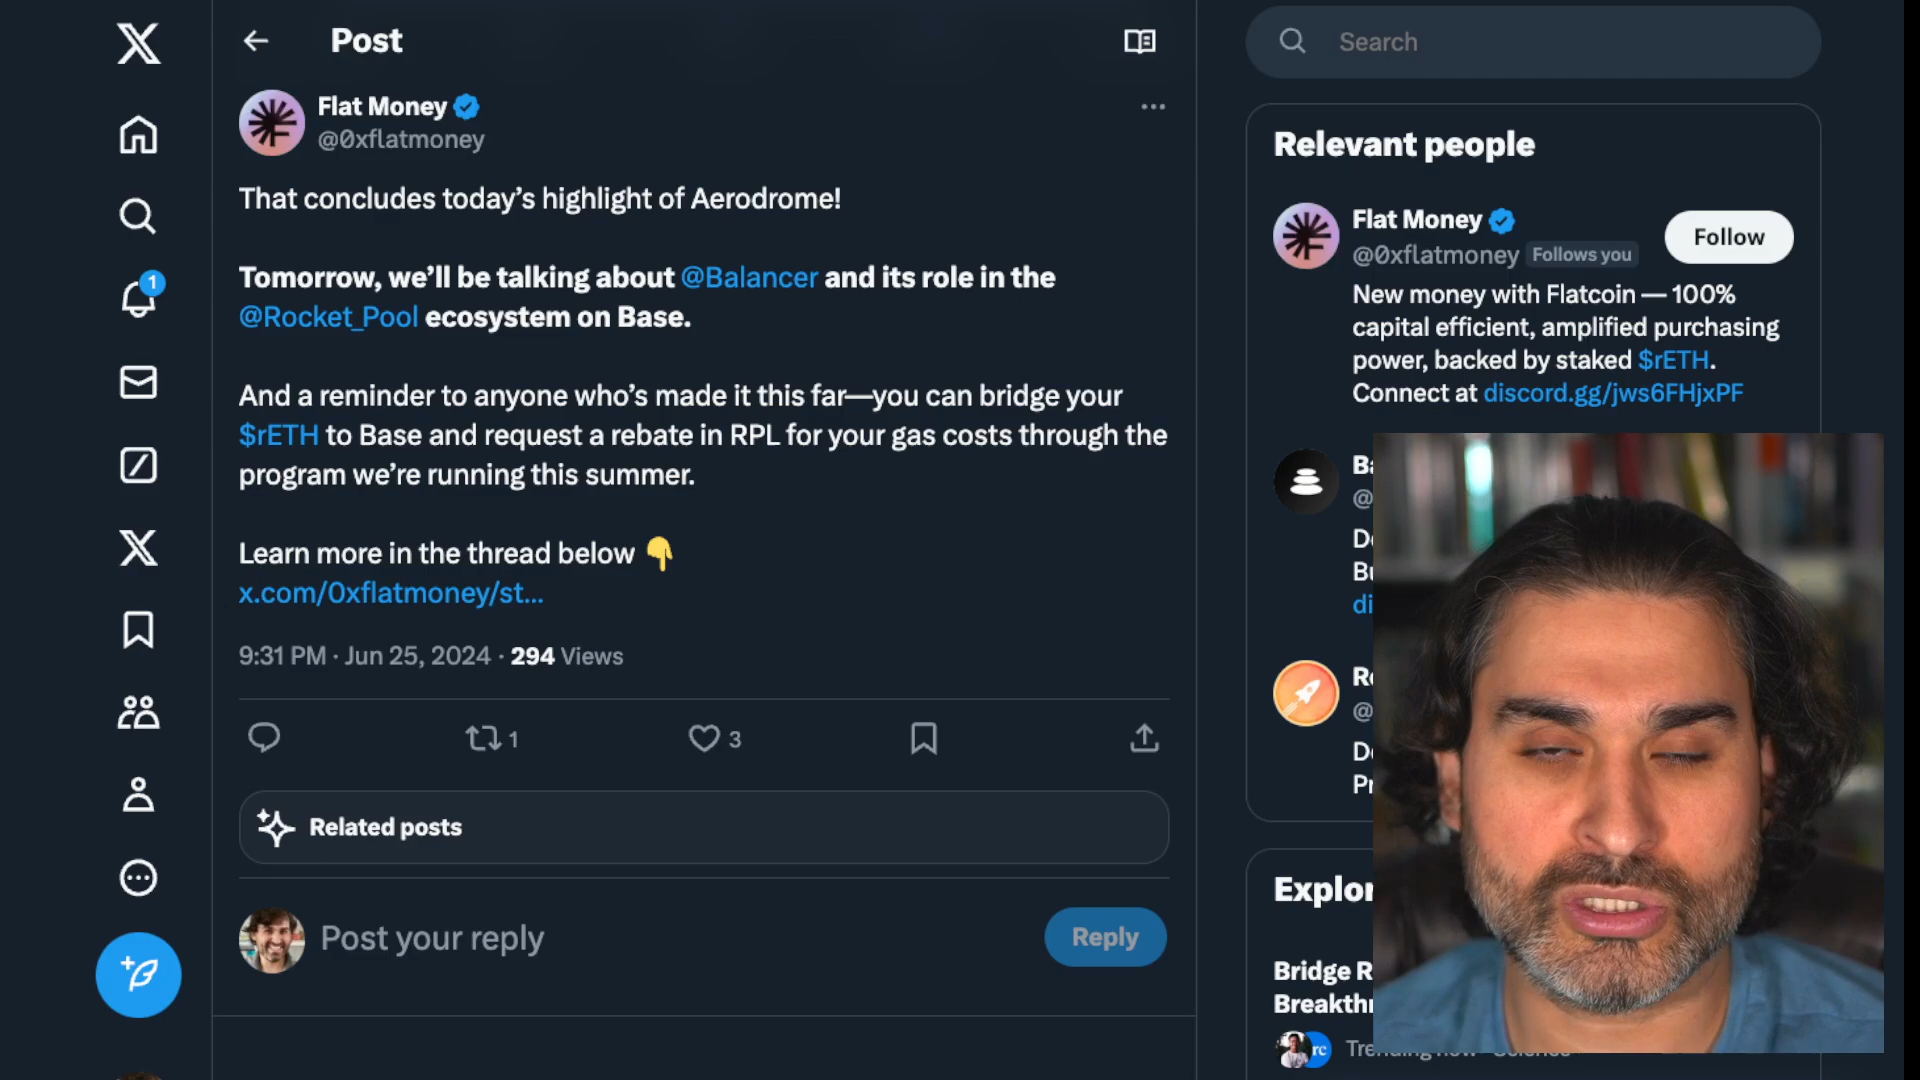 Post
Search
Flat Money
@0xflatmoney
That concludes today’s highlight of Aerodrome!
Tomorrow, we’ll be talking about @Balancer and its role in the
@Rocket_Pool ecosystem on Base.
And a reminder to anyone who’s made it this far—you can bridge your
$rETH to Base and request a rebate in RPL for your gas costs through the
program we’re running this summer.
Learn more in the thread below 👇
x.com/0xflatmoney/st...
9:31 PM · Jun 25, 2024 · 294 Views
1
3
Related posts
Post your reply
Reply
1
Relevant people
Flat Money
Follow
@0xflatmoney Follows you
New money with Flatcoin — 100%
capital efficient, amplified purchasing
power, backed by staked $rETH.
Connect at discord.gg/jws6FHjxPF
Bridge
rc